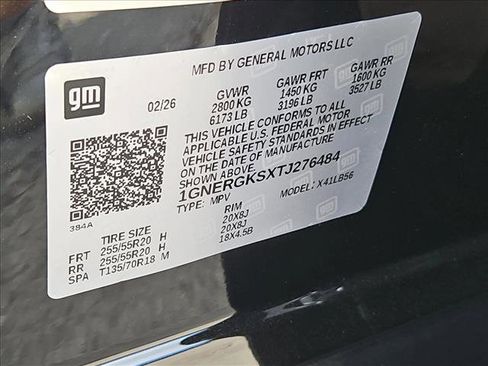 MFD BY GENERAL MOTORS LLC
gm
02/26
GVWR GAWR FRT GAWR RR
2800 KG 1450 KG 1600 KG
6173 LB 3196 LB 3527 LB
THIS VEHICLE CONFORMS TO ALL
APPLICABLE U.S. FEDERAL MOTOR
VEHICLE SAFETY STANDARDS IN EFFECT
ON THE DATE OF MANUFACTURE
SHOWN ABOVE.
1GNERGKSXTJ276484
TYPE: MPV MODEL: X41LB56
384A
TIRE SIZE RIM
FRT 255/55R20 H 20X8J
RR 255/55R20 H 20X8J
SPA T135/70R18 M 18X4.5B